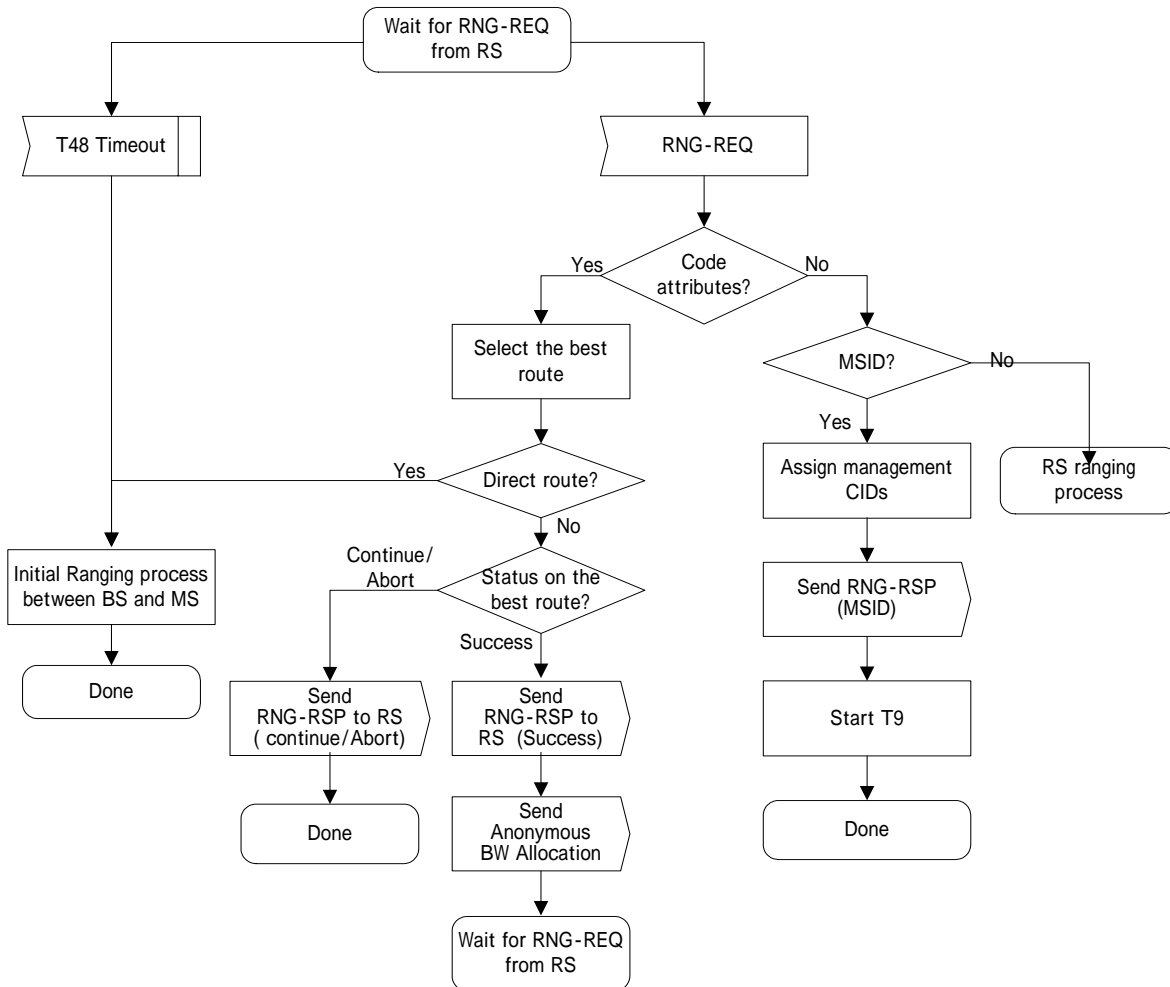 Wait for RNG-REQ
from RS
T48 Timeout
RNG-REQ
Yes
Code
attributes?
No
Select the best
route
MSID?
No
Yes
Yes
Direct route?
Assign management
CIDs
RS ranging
process
No
Continue/
Abort
Initial Ranging process
between BS and MS
Status on the
best route?
Send RNG-RSP
(MSID)
Success
Done
Send
RNG-RSP to RS
( continue/Abort)
Send
RNG-RSP to
RS (Success)
Start T9
Done
Send
Anonymous
BW Allocation
Done
Wait for RNG-REQ
from RS